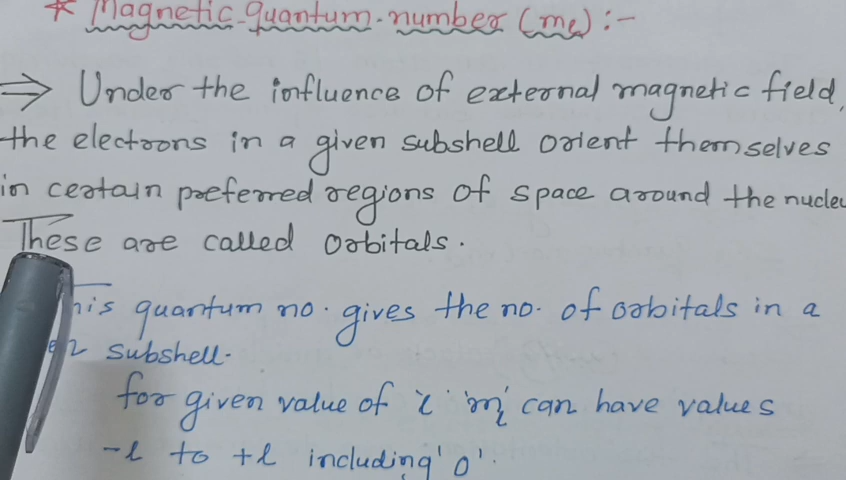 * Magnetic quantum number (ml) :-
⇒ Under the influence of external magnetic field,
the electrons in a given subshell orient themselves
in certain preferred regions of space around the
These are called orbitals.
This quantum no. gives the no. of orbitals in a
subshell.
for given value of 'l' 'ml' can have values
-l to +l including 'o'.